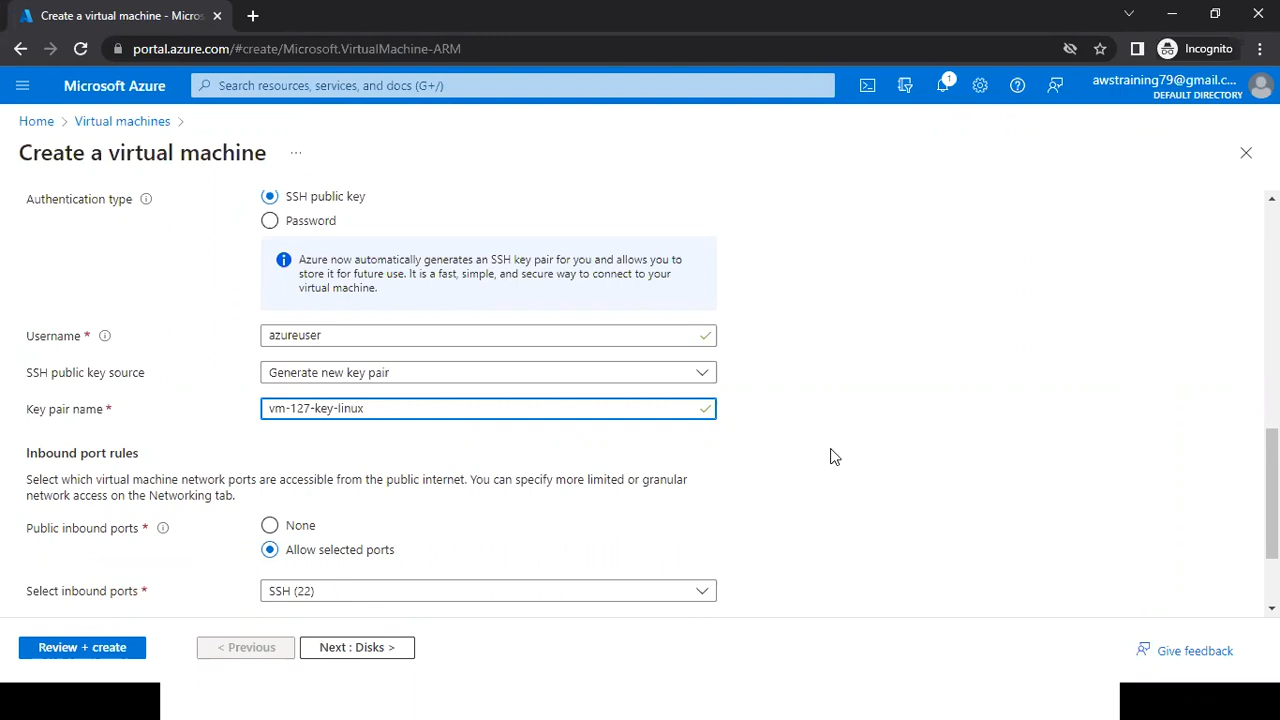 Create a virtual machine - Micros
portal.azure.com/#create/Microsoft.VirtualMachine-ARM
Incognito
Microsoft Azure
Search resources, services, and docs (G+/)
1
awstraining79@gmail.c...
DEFAULT DIRECTORY
Home > Virtual machines >
Create a virtual machine ...
Authentication type
SSH public key
Password
Azure now automatically generates an SSH key pair for you and allows you to
store it for future use. It is a fast, simple, and secure way to connect to your
virtual machine.
Username *
azureuser
SSH public key source
Generate new key pair
Key pair name *
vm-127-key-linux
Inbound port rules
Select which virtual machine network ports are accessible from the public internet. You can specify more limited or granular
network access on the Networking tab.
Public inbound ports *
None
Allow selected ports
Select inbound ports *
SSH (22)
Review + create
< Previous
Next : Disks >
Give feedback